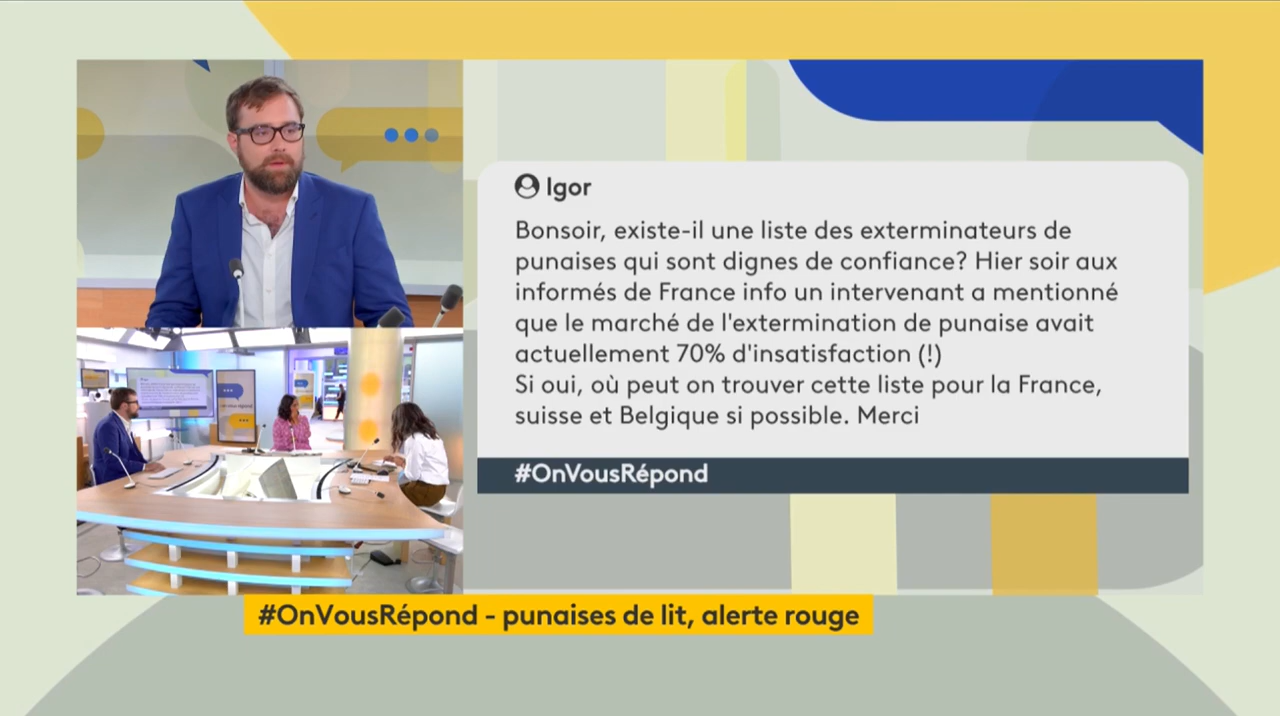 Igor
Bonsoir, existe-il une liste des exterminateurs de
punaises qui sont dignes de confiance? Hier soir aux
informés de France info un intervenant a mentionné
que le marché de l'extermination de punaise avait
actuellement 70% d'insatisfaction (!)
Si oui, où peut on trouver cette liste pour la France,
suisse et Belgique si possible. Merci
#OnVousRépond
#OnVousRépond - punaises de lit, alerte rouge